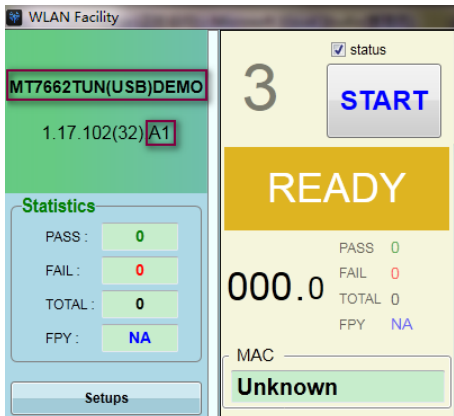 WLAN Facility
MT7662TUN(USB)DEMO
1.17.102(32) A1
Statistics
PASS : 0
FAIL : 0
TOTAL : 0
FPY : NA
Setups
status
3
START
READY
000.0
PASS 0
FAIL 0
TOTAL 0
FPY NA
MAC
Unknown